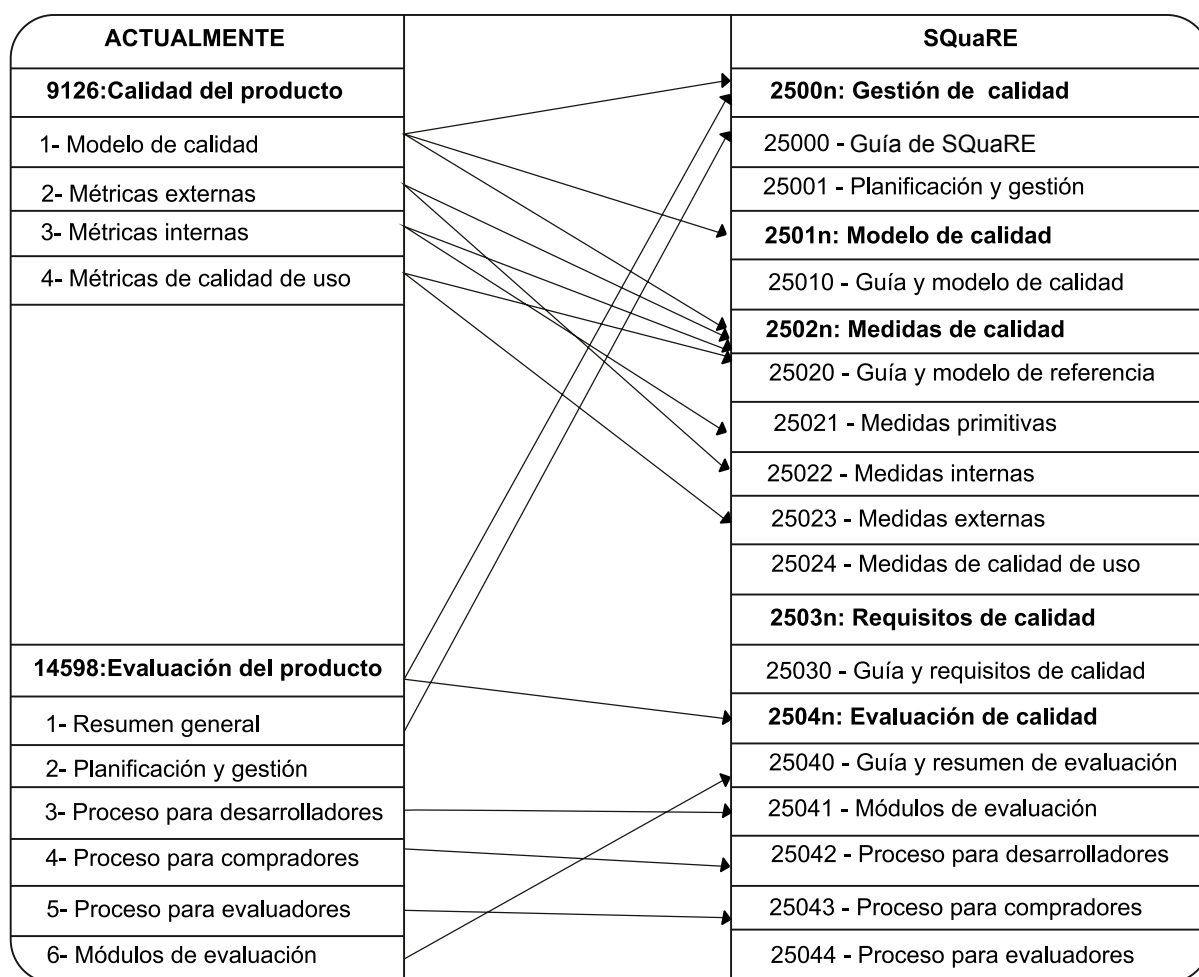 ACTUALMENTE
9126:Calidad del producto
1- Modelo de calidad
2- Métricas externas
3- Métricas internas
4- Métricas de calidad de uso
14598:Evaluación del producto
1- Resumen general
2- Planificación y gestión
3- Proceso para desarrolladores
4- Proceso para compradores
5- Proceso para evaluadores
6- Módulos de evaluación
SQuaRE
2500n: Gestión de calidad
25000 - Guía de SQuaRE
25001 - Planificación y gestión
2501n: Modelo de calidad
25010 - Guía y modelo de calidad
2502n: Medidas de calidad
25020 - Guía y modelo de referencia
25021 - Medidas primitivas
25022 - Medidas internas
25023 - Medidas externas
25024 - Medidas de calidad de uso
2503n: Requisitos de calidad
25030 - Guía y requisitos de calidad
2504n: Evaluación de calidad
25040 - Guía y resumen de evaluación
25041 - Módulos de evaluación
25042 - Proceso para desarrolladores
25043 - Proceso para compradores
25044 - Proceso para evaluadores